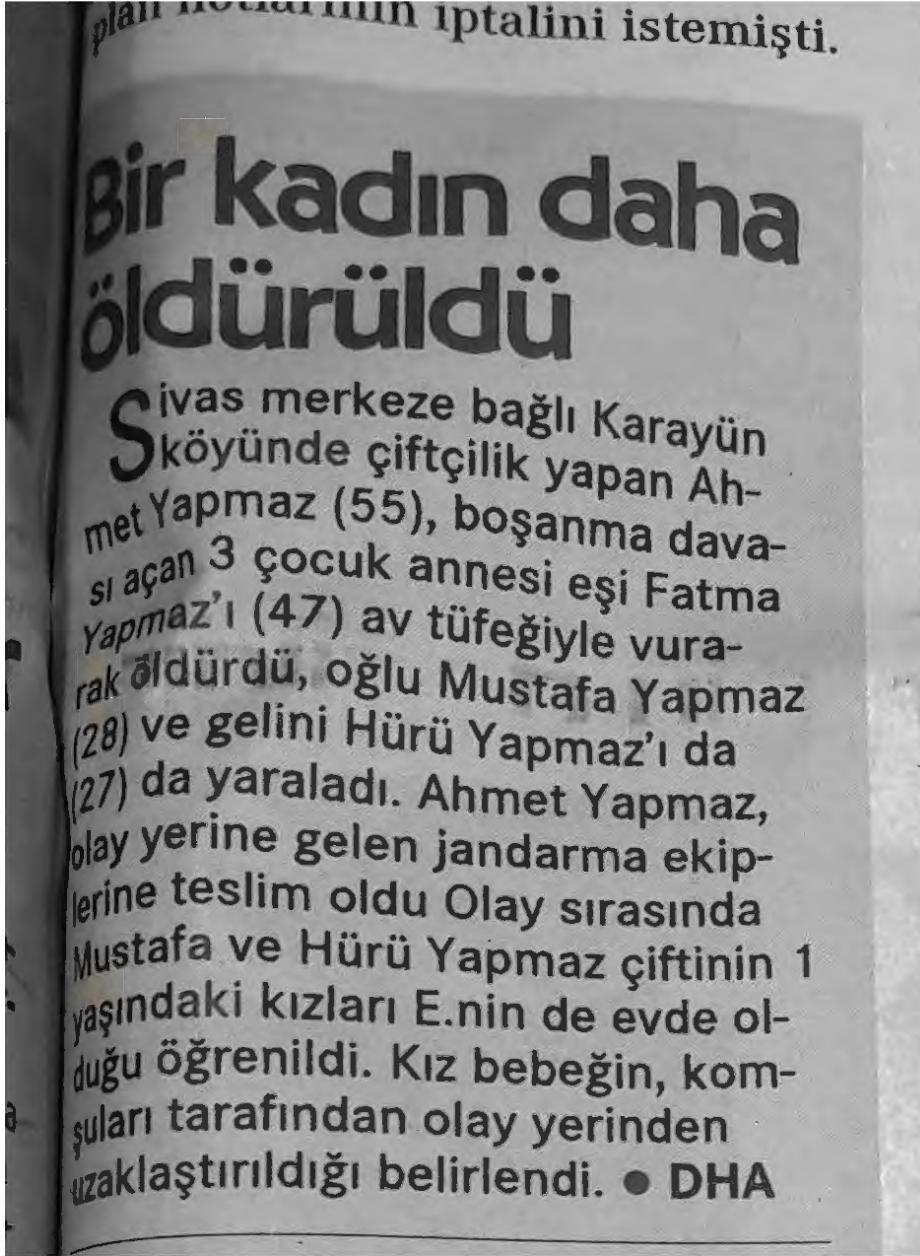 plan notlarının iptalini istemişti.
Bir kadın daha
öldürüldü
Sivas merkeze bağlı Karayün
köyünde çiftçilik yapan Ah-
met Yapmaz (55), boşanma dava-
sı açan 3 çocuk annesi eşi Fatma
Yapmaz'ı (47) av tüfeğiyle vura-
rak öldürdü, oğlu Mustafa Yapmaz
(28) ve gelini Hürü Yapmaz'ı da
(27) da yaraladı. Ahmet Yapmaz,
olay yerine gelen jandarma ekip-
lerine teslim oldu Olay sırasında
Mustafa ve Hürü Yapmaz çiftinin 1
yaşındaki kızları E.nin de evde ol-
duğu öğrenildi. Kız bebeğin, kom-
şuları tarafından olay yerinden
uzaklaştırıldığı belirlendi. ● DHA